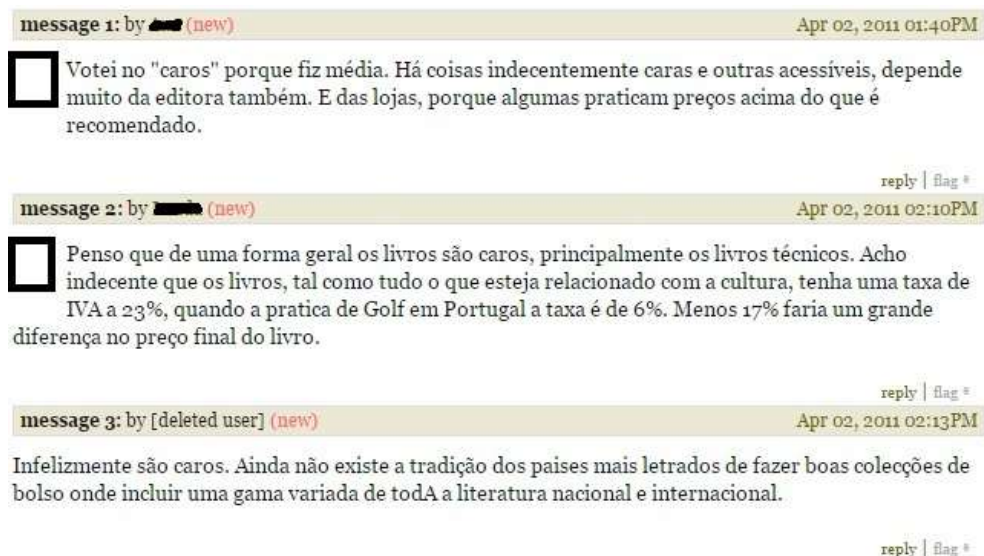 message 1: by (new) Apr 02, 2011 01:40PM
Votei no "caros" porque fiz média. Há coisas indecentemente caras e outras acessíveis, depende
muito da editora também. E das lojas, porque algumas praticam preços acima do que é
recomendado.
reply | flag *
message 2: by (new) Apr 02, 2011 02:10PM
Penso que de uma forma geral os livros são caros, principalmente os livros técnicos. Acho
indecente que os livros, tal como tudo o que esteja relacionado com a cultura, tenha uma taxa de
IVA a 23%, quando a pratica de Golf em Portugal a taxa é de 6%. Menos 17% faria um grande
diferença no preço final do livro.
reply | flag *
message 3: by [deleted user] (new) Apr 02, 2011 02:13PM
Infelizmente são caros. Ainda não existe a tradição dos paises mais letrados de fazer boas colecções de
bolso onde incluir uma gama variada de todA a literatura nacional e internacional.
reply | flag *